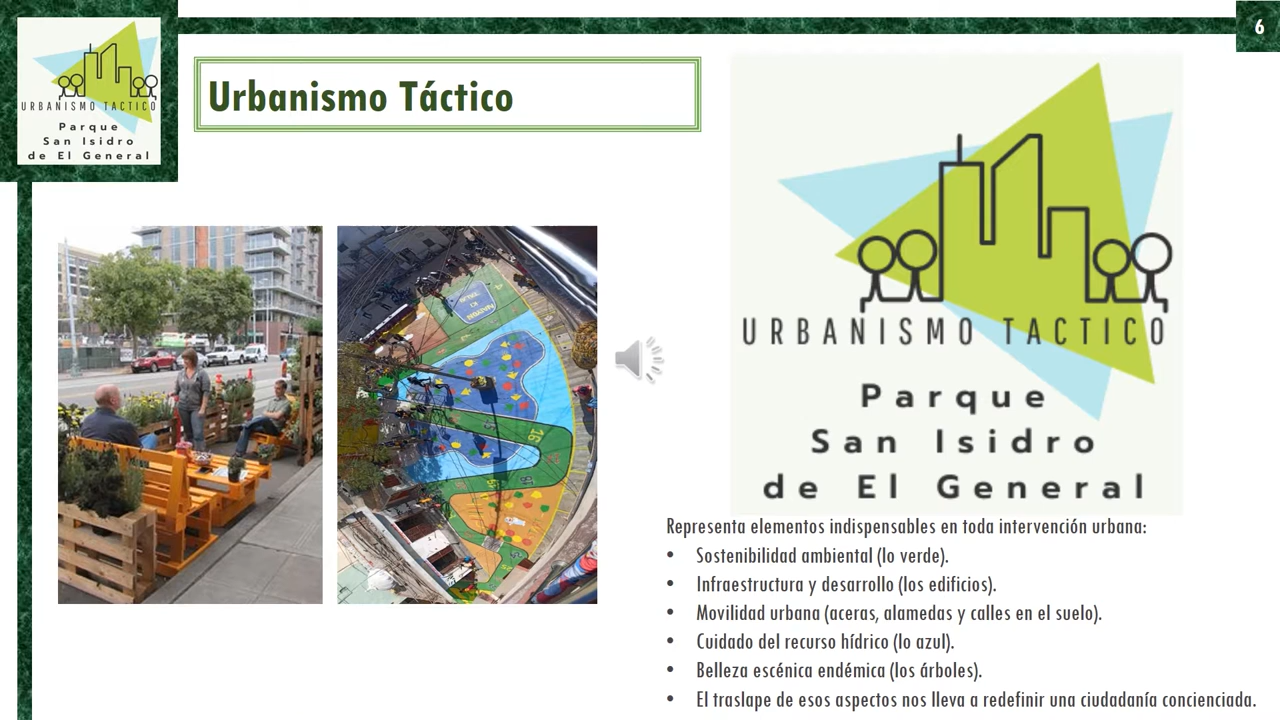 6
URBANISMO TACTICO
Parque
San Isidro
de El General
Urbanismo Táctico
URBANISMO TACTICO
Parque
San Isidro
de El General
Representa elementos indispensables en toda intervención urbana:
• Sostenibilidad ambiental (lo verde).
• Infraestructura y desarrollo (los edificios).
• Movilidad urbana (aceras, alamedas y calles en el suelo).
• Cuidado del recurso hídrico (lo azul).
• Belleza escénica endémica (los árboles).
• El traslape de esos aspectos nos lleva a redefinir una ciudadanía concienciada.